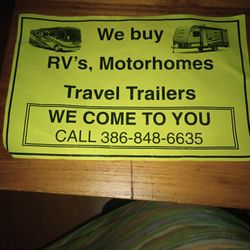 We buy
RV's, Motorhomes
Travel Trailers
WE COME TO YOU
CALL 386-848-6635